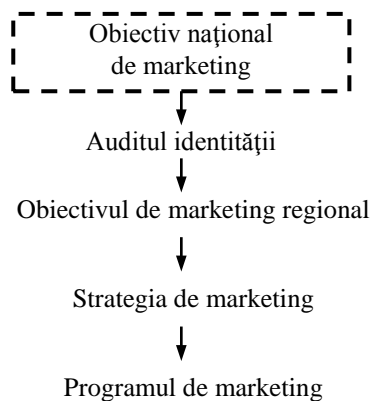 Obiectiv naţional
de marketing
Auditul identităţii
Obiectivul de marketing regional
Strategia de marketing
Programul de marketing